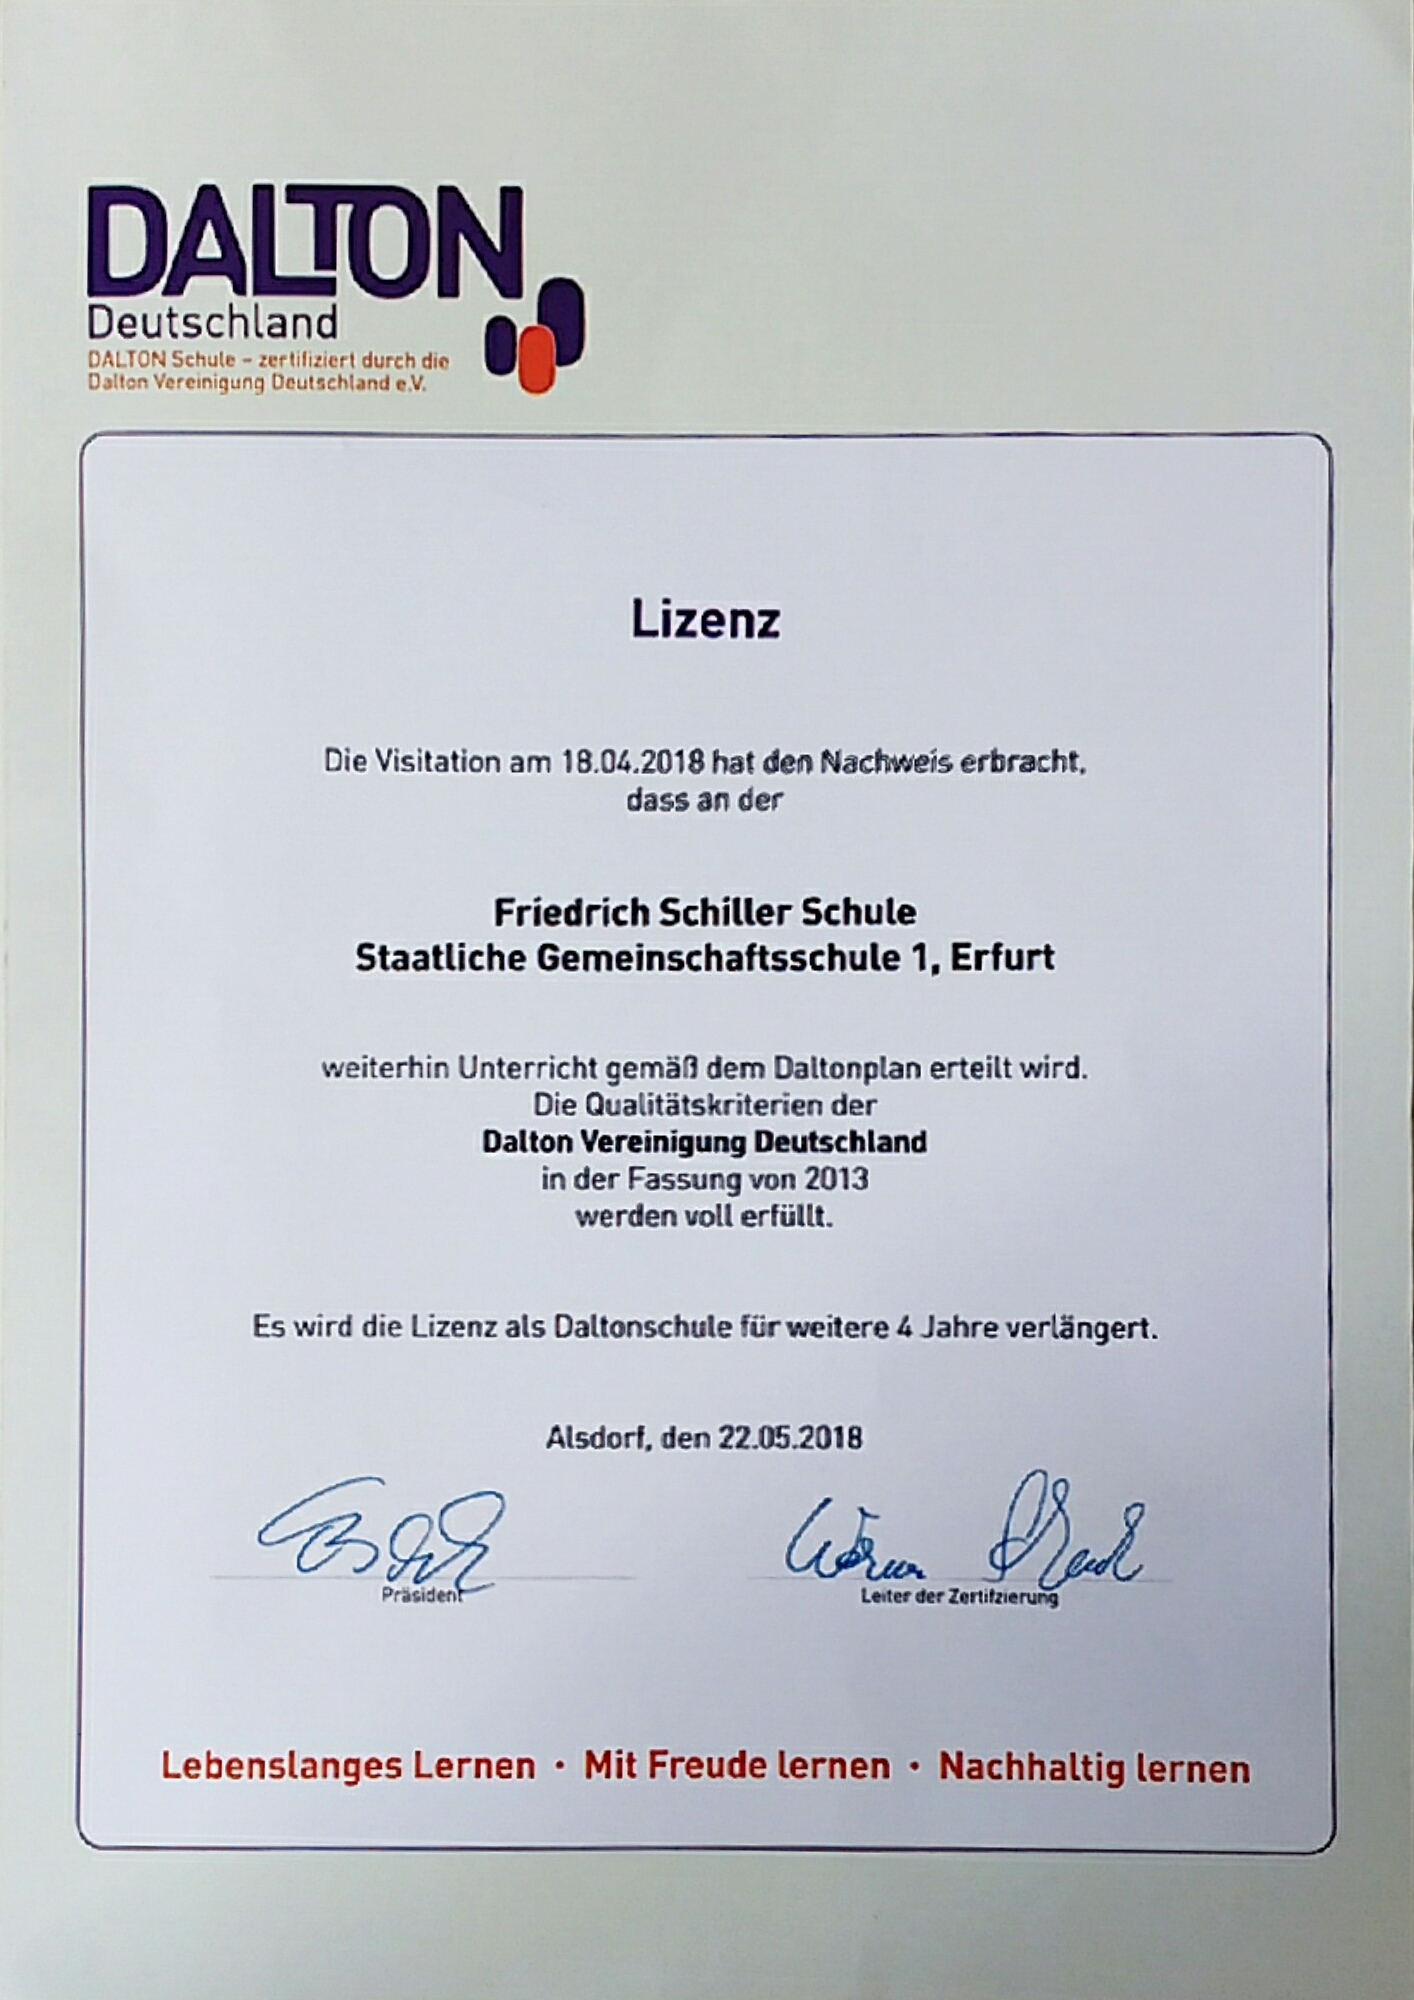 DALTON
Deutschland
DALTON Schule – zertifiziert durch die
Dalton Vereinigung Deutschland e.V.
Lizenz
Die Visitation am 18.04.2018 hat den Nachweis erbracht,
dass an der
Friedrich Schiller Schule
Staatliche Gemeinschaftsschule 1, Erfurt
weiterhin Unterricht gemäß dem Daltonplan erteilt wird.
Die Qualitätskriterien der
Dalton Vereinigung Deutschland
in der Fassung von 2013
werden voll erfüllt.
Es wird die Lizenz als Daltonschule für weitere 4 Jahre verlängert.
Alsdorf, den 22.05.2018
Präsident
Leiter der Zertifzierung
Lebenslanges Lernen · Mit Freude lernen · Nachhaltig lernen